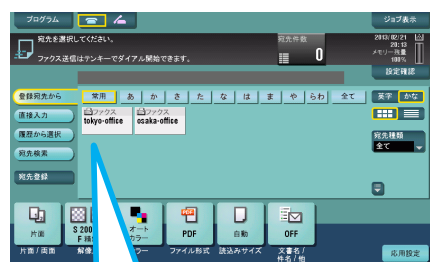 プログラム
ジョブ表示
宛先を選択してください。
ファクス送信はテンキーでダイアル開始できます。
宛先件数
0
2013/02/21
20:13
メモリー残量
100%
設定確認
登録宛先から
常用 あ か さ た な は ま や らわ 全て
英字 かな
直接入力
履歴から選択
宛先検索
宛先登録
ファクス
tokyo-office
ファクス
osaka-office
宛先種類
全て
片面
S 200
F 精
オート
カラー
PDF
自動
OFF
片面/両面
解像
ラー
ファイル形式
読込みサイズ
文書名/
件名/他
応用設定